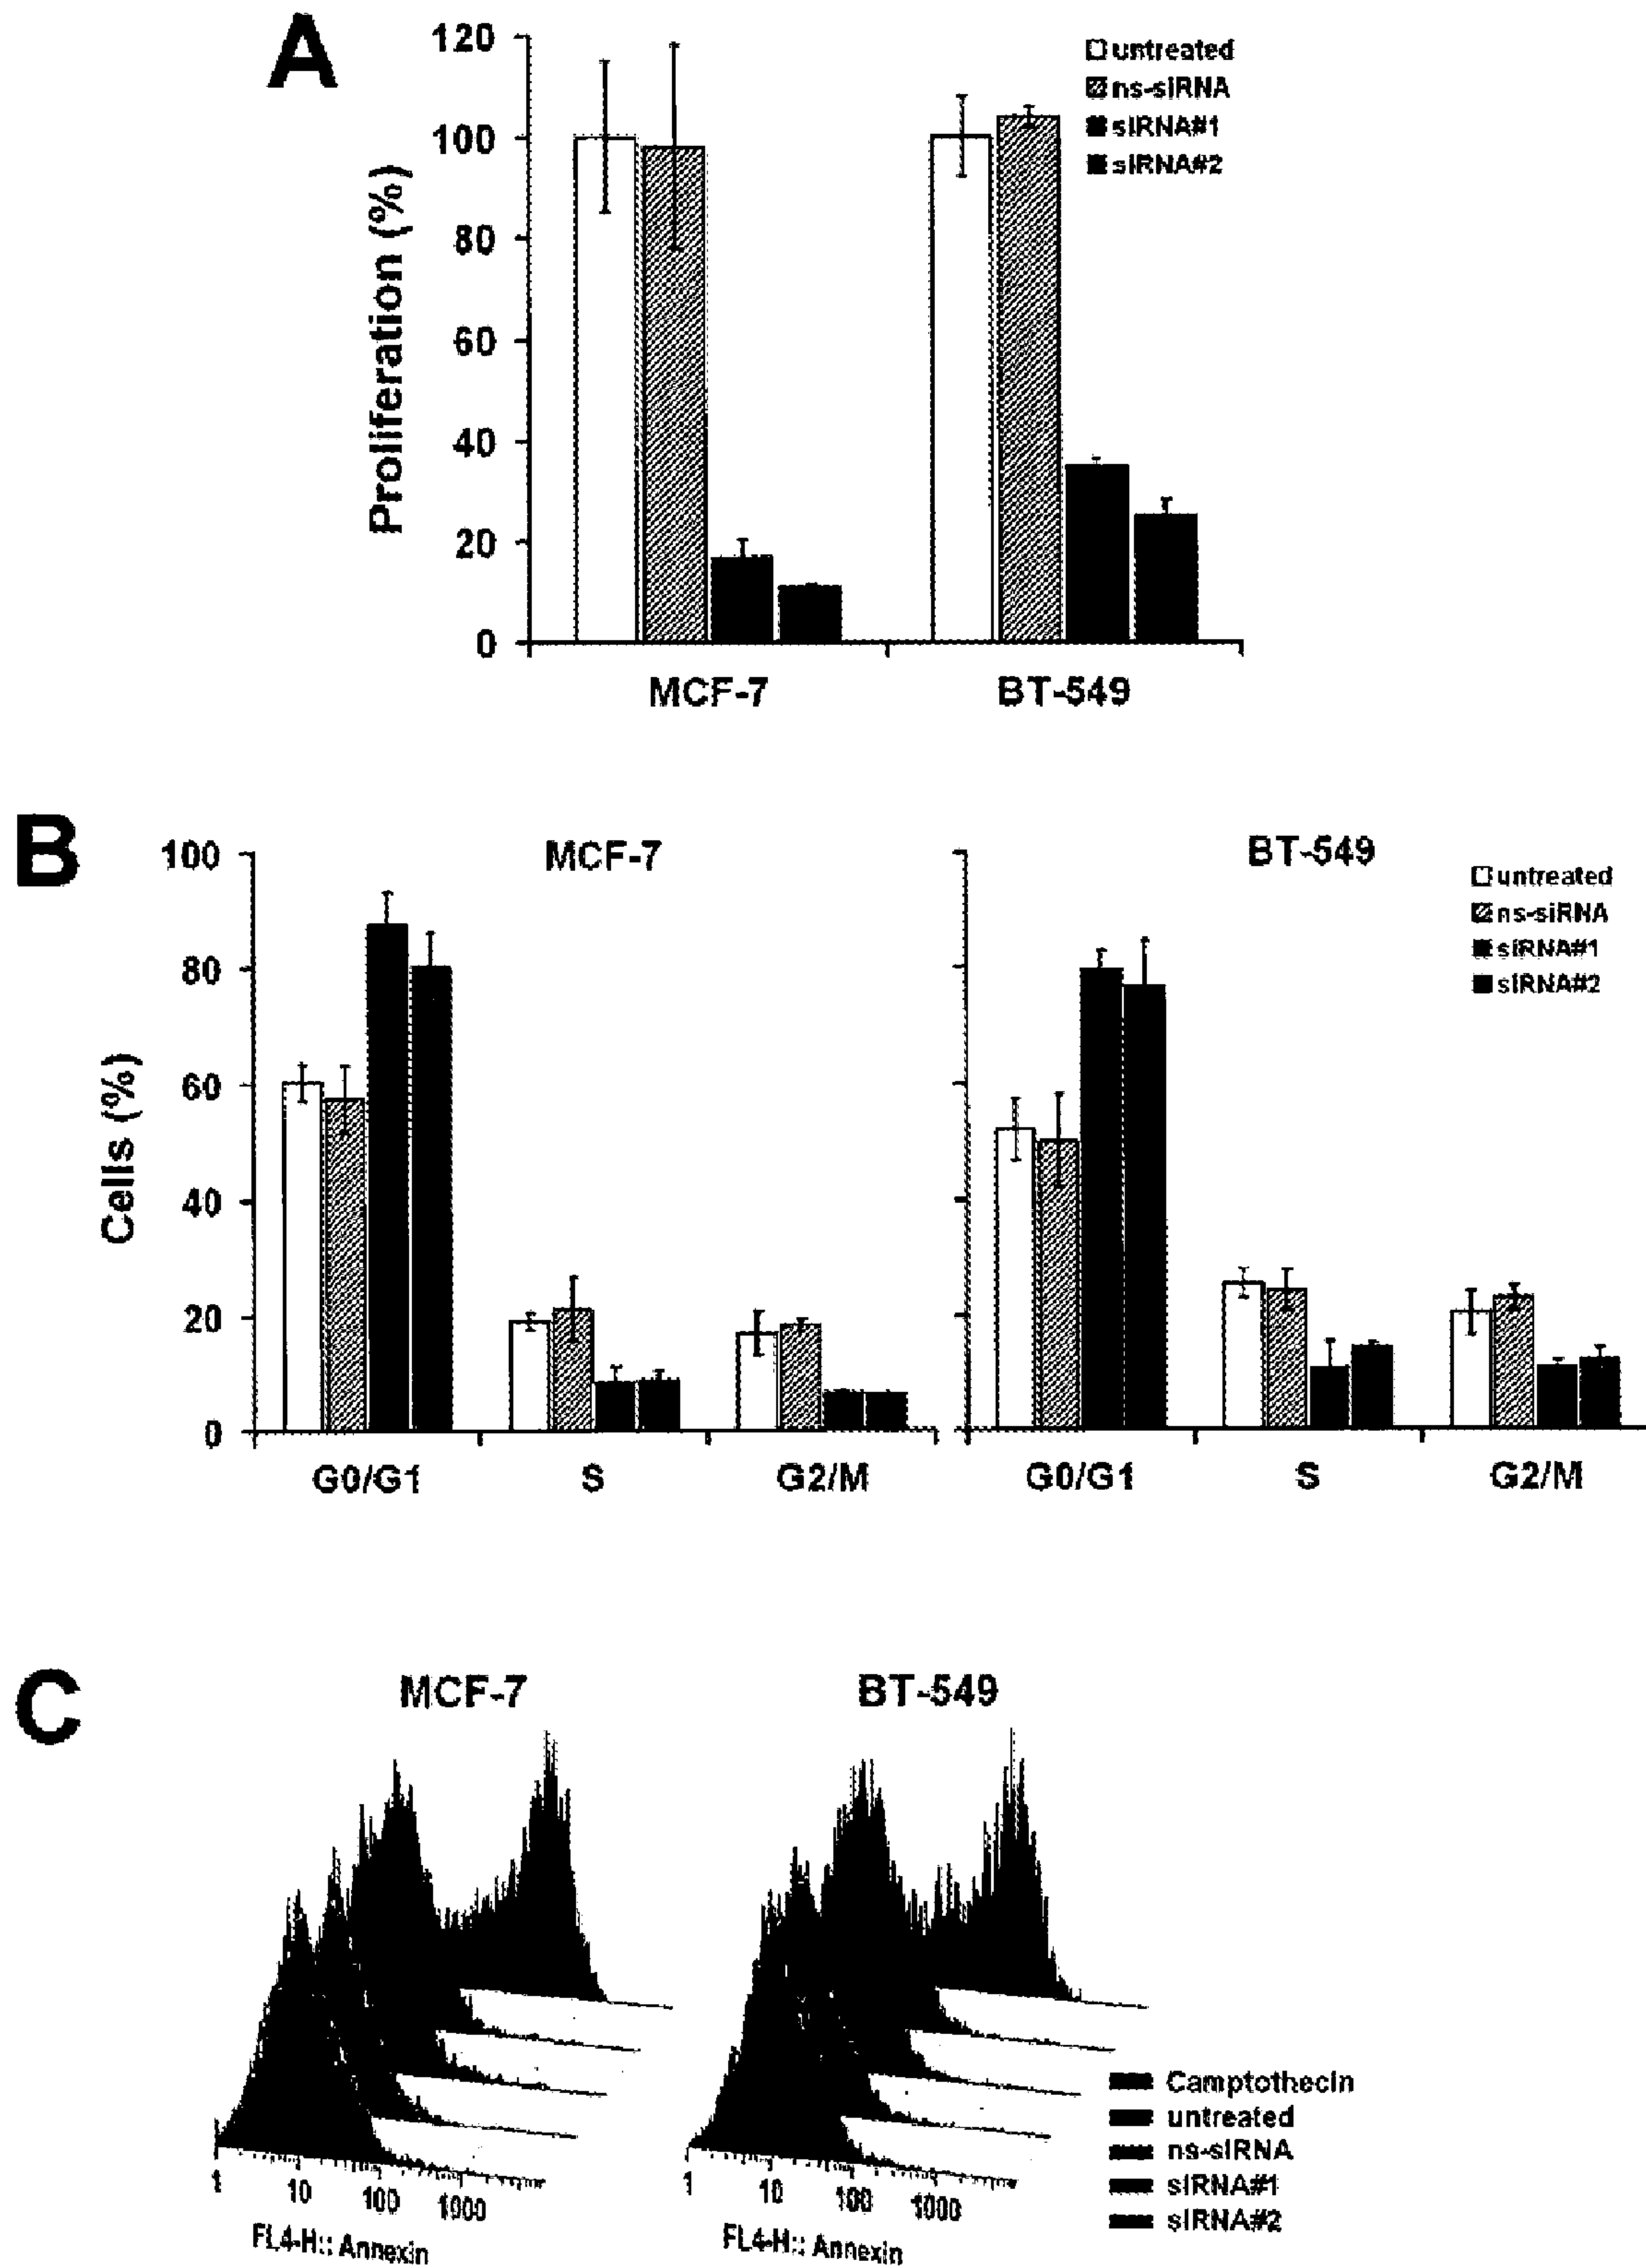 A
120
100
80
60
40
20
0
Proliferation (%)
untreated
ns-siRNA
siRNA#1
siRNA#2
MCF-7
BT-549
B
100
80
60
40
20
0
Cells (%)
MCF-7
BT-549
untreated
ns-siRNA
siRNA#1
siRNA#2
G0/G1
S
G2/M
G0/G1
S
G2/M
C
MCF-7
BT-549
1
10
100
1000
FL4-H:: Annexin
1
10
100
1000
FL4-H:: Annexin
Camptothecin
untreated
ns-siRNA
siRNA#1
siRNA#2